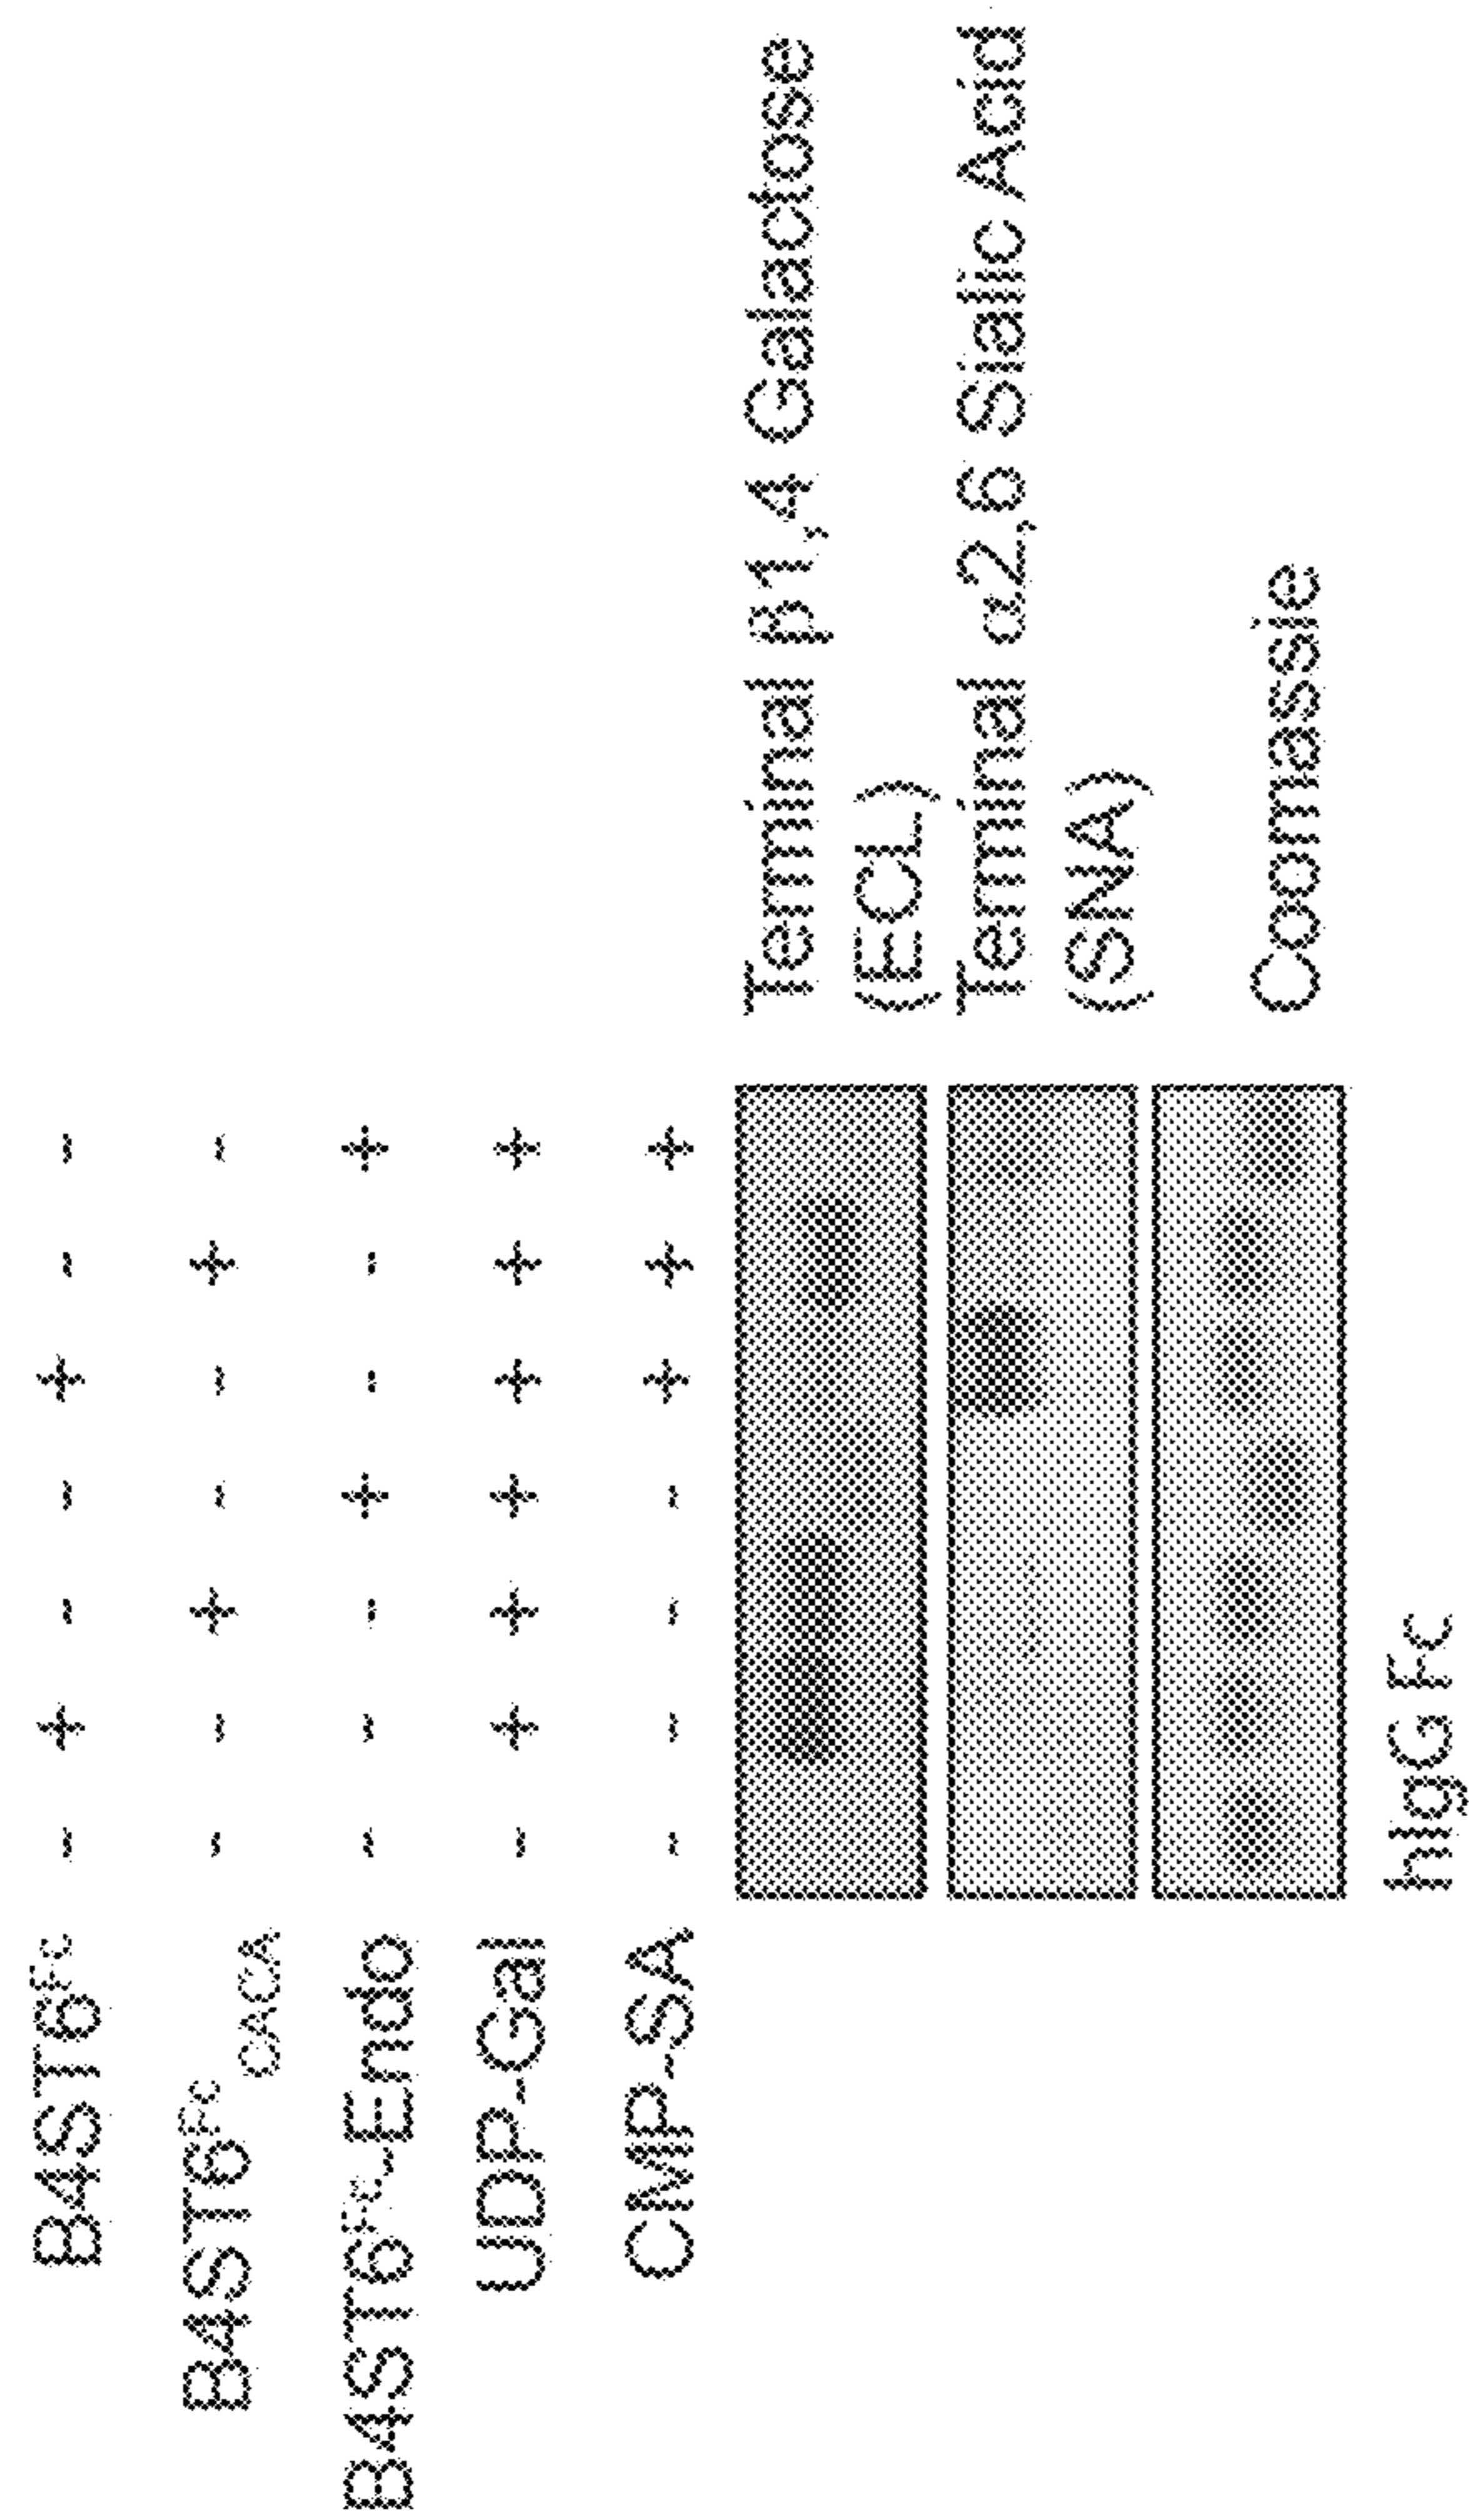 B4ST6Fc - + - - + - -
B4ST6Fc CACA - - + - - + -
B4ST6Fc-Endo - - - + - - +
UDP-Gal - + + + + + +
CMP-SA - - - - + + +
Terminal β1,4 Galactose
(ECL)
Terminal α2,6 Sialic Acid
(SNA)
Coomassie
hIgG Fc